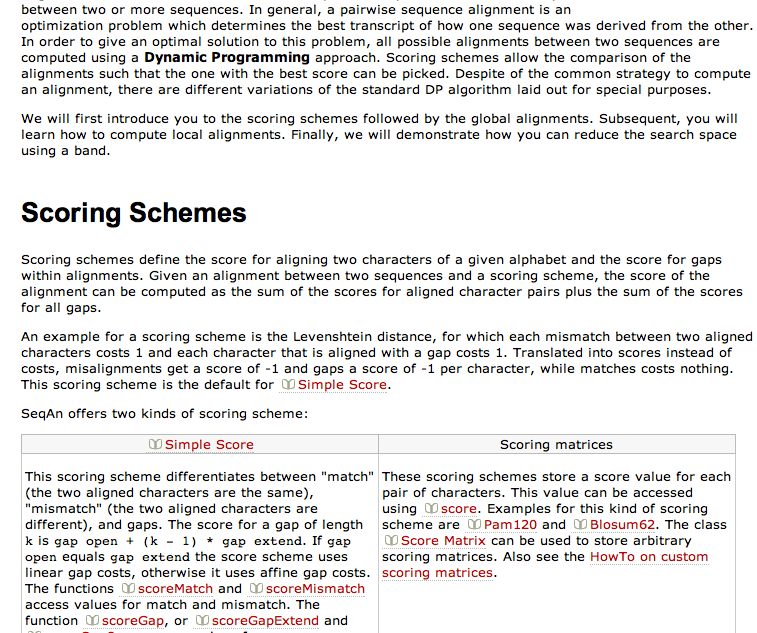 between two or more sequences. In general, a pairwise sequence alignment is an
optimization problem which determines the best transcript of how one sequence was derived from the other.
In order to give an optimal solution to this problem, all possible alignments between two sequences are
computed using a Dynamic Programming approach. Scoring schemes allow the comparison of the
alignments such that the one with the best score can be picked. Despite of the common strategy to compute
an alignment, there are different variations of the standard DP algorithm laid out for special purposes.
We will first introduce you to the scoring schemes followed by the global alignments. Subsequent, you will
learn how to compute local alignments. Finally, we will demonstrate how you can reduce the search space
using a band.
Scoring Schemes
Scoring schemes define the score for aligning two characters of a given alphabet and the score for gaps
within alignments. Given an alignment between two sequences and a scoring scheme, the score of the
alignment can be computed as the sum of the scores for aligned character pairs plus the sum of the scores
for all gaps.
An example for a scoring scheme is the Levenshtein distance, for which each mismatch between two aligned
characters costs 1 and each character that is aligned with a gap costs 1. Translated into scores instead of
costs, misalignments get a score of -1 and gaps a score of -1 per character, while matches costs nothing.
This scoring scheme is the default for Simple Score.
SeqAn offers two kinds of scoring scheme:
Simple Score
This scoring scheme differentiates between "match"
(the two aligned characters are the same),
"mismatch" (the two aligned characters are
different), and gaps. The score for a gap of length
k is gap open + (k - 1) * gap extend. If gap
open equals gap extend the score scheme uses
linear gap costs, otherwise it uses affine gap costs.
The functions scoreMatch and scoreMismatch
access values for match and mismatch. The
function scoreGap, or scoreGapExtend and
Scoring matrices
These scoring schemes store a score value for each
pair of characters. This value can be accessed
using score. Examples for this kind of scoring
scheme are Pam120 and Blosum62. The class
Score Matrix can be used to store arbitrary
scoring matrices. Also see the HowTo on custom
scoring matrices.